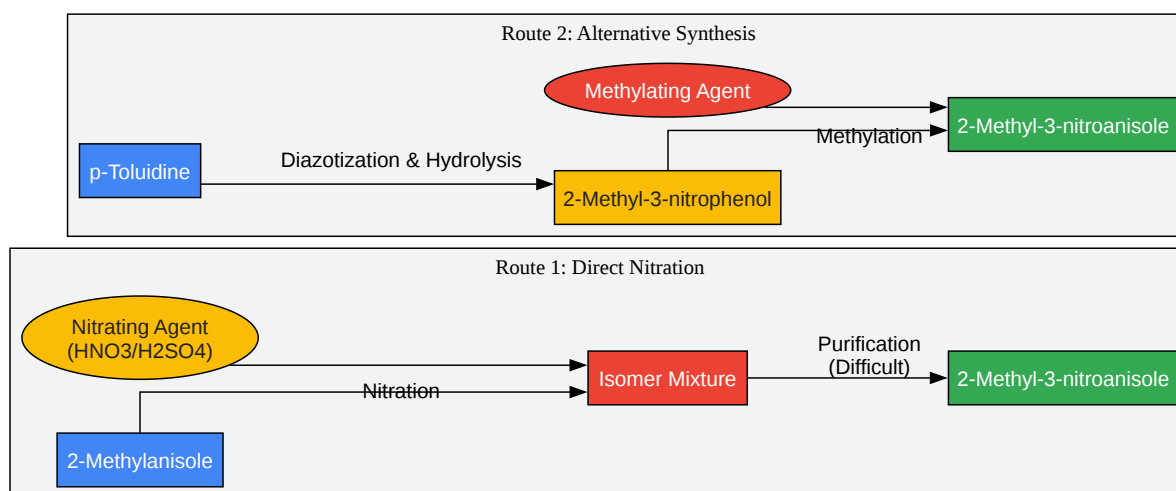 Route 2: Alternative Synthesis
Methylating Agent
2-Methyl-3-nitroanisole
Methylation
Diazotization & Hydrolysis
p-Toluidine
2-Methyl-3-nitrophenol
Route 1: Direct Nitration
Nitrating Agent
(HNO3/H2SO4)
Nitration
Isomer Mixture
Purification
(Difficult)
2-Methyl-3-nitroanisole
2-Methylanisole